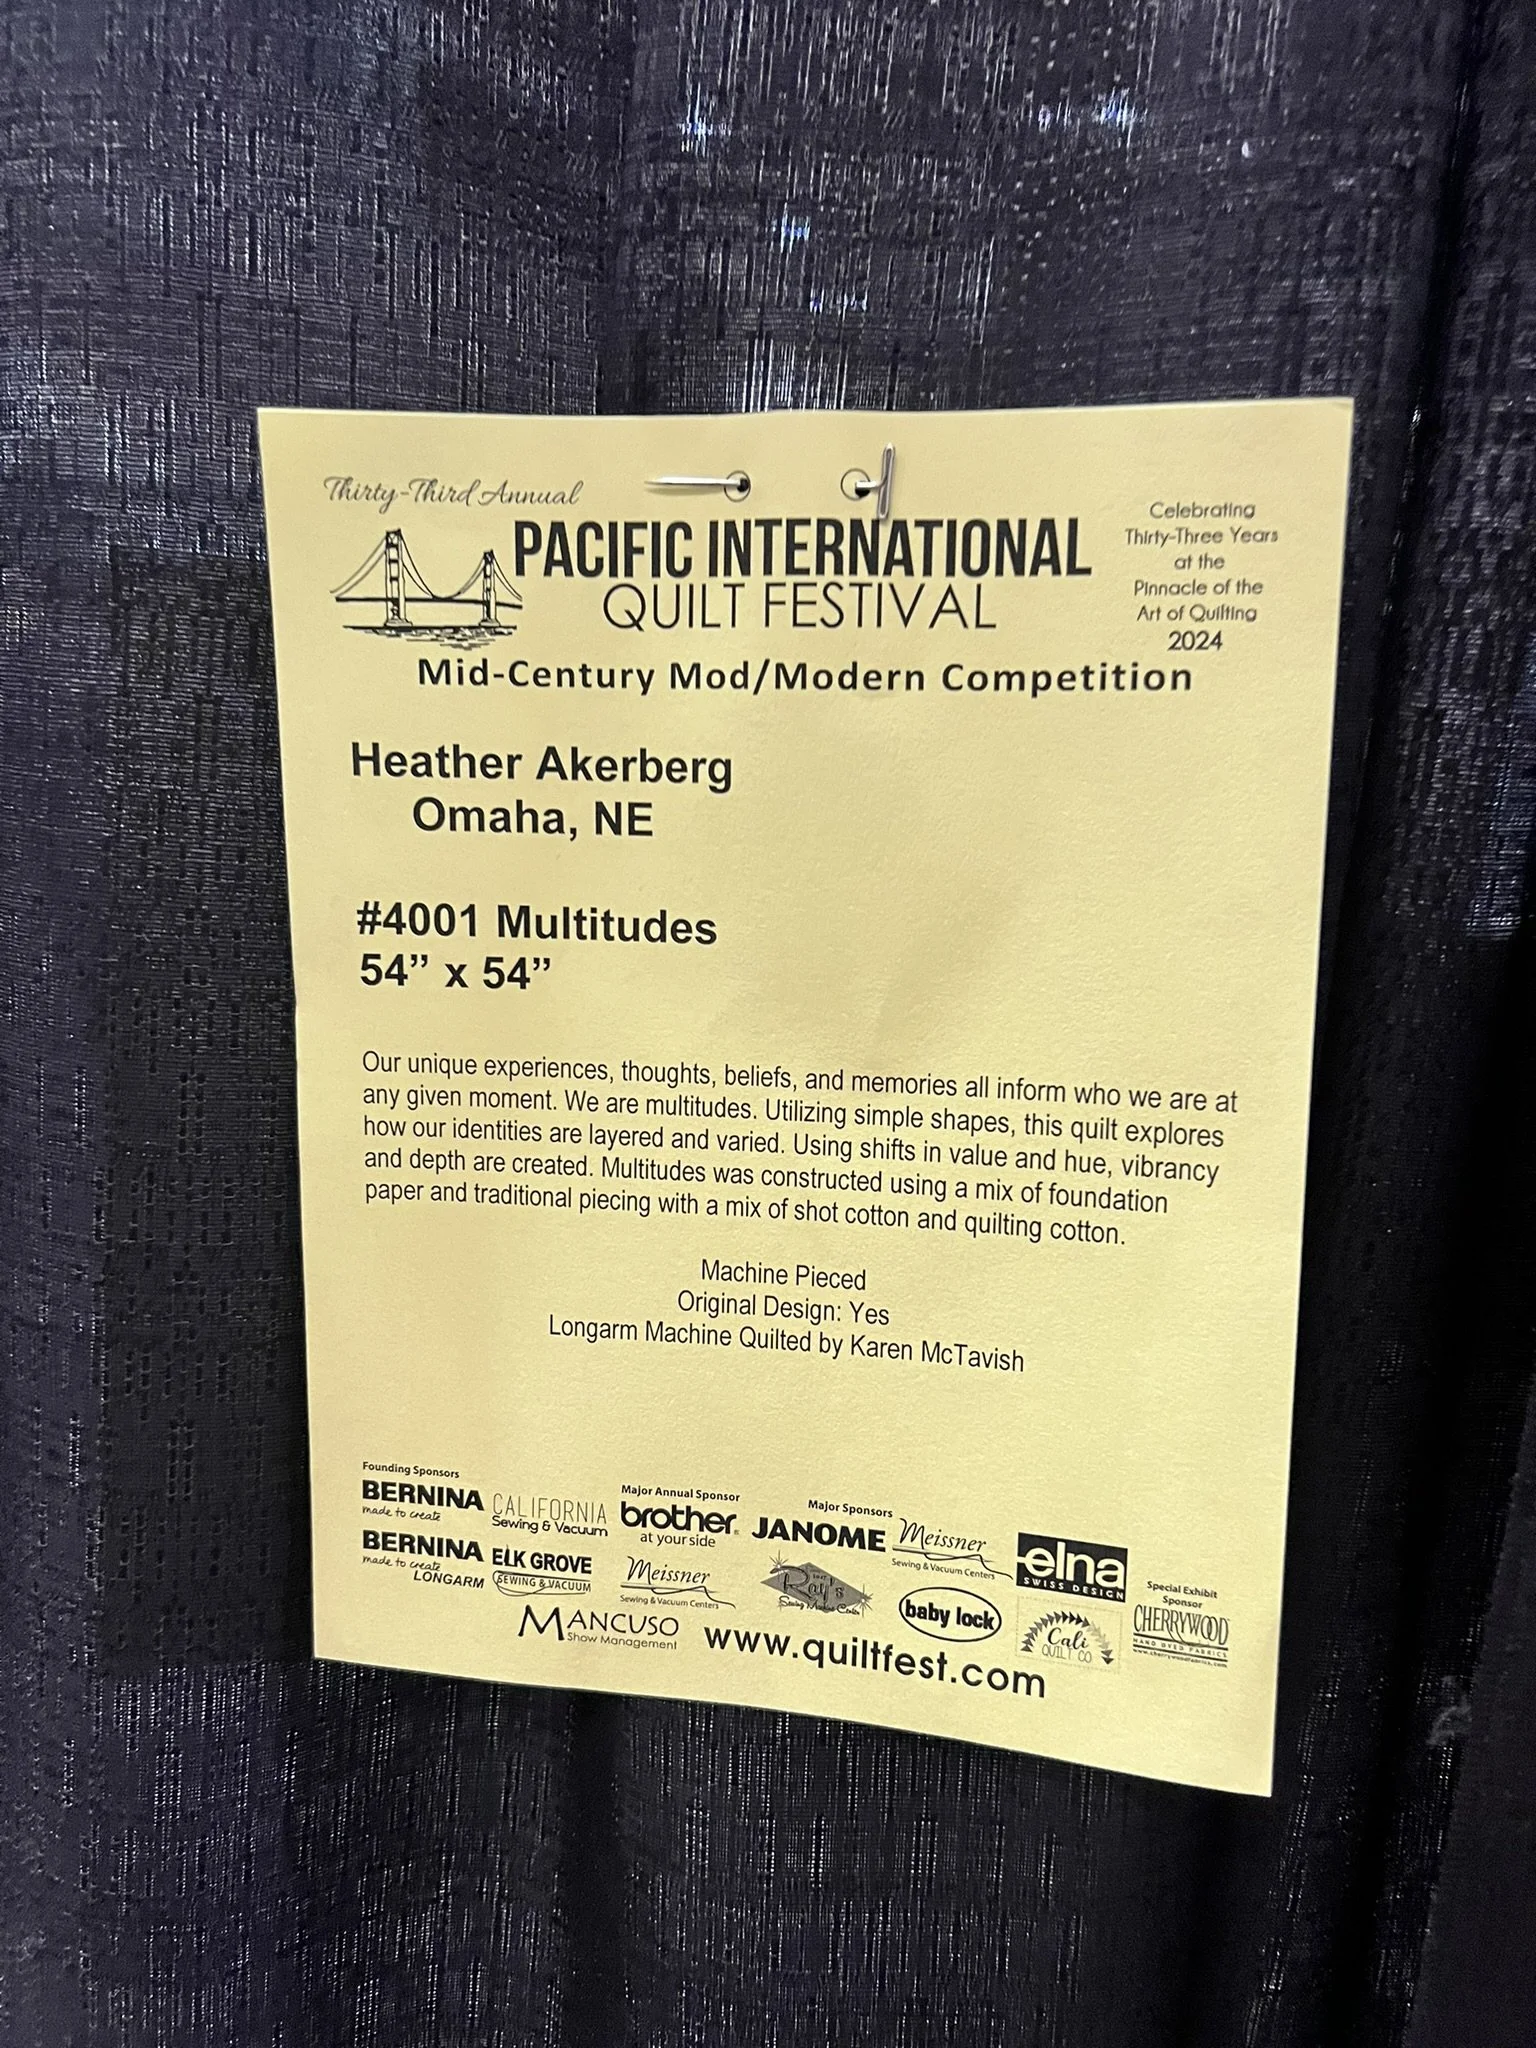 Thirty-Third Annual
PACIFIC INTERNATIONAL
QUILT FESTIVAL
Celebrating
Thirty-Three Years
at the
Pinnacle of the
Art of Quilting
2024
Mid-Century Mod/Modern Competition
Heather Akerberg
Omaha, NE
#4001 Multitudes
54” x 54”
Our unique experiences, thoughts, beliefs, and memories all inform who we are at
any given moment. We are multitudes. Utilizing simple shapes, this quilt explores
how our identities are layered and varied. Using shifts in value and hue, vibrancy
and depth are created. Multitudes was constructed using a mix of foundation
paper and traditional piecing with a mix of shot cotton and quilting cotton.
Machine Pieced
Original Design: Yes
Longarm Machine Quilted by Karen McTavish
Founding Sponsors
BERNINA
made to create
CALIFORNIA
Sewing & Vacuum
BERNINA
made to create
LONGARM
ELK GROVE
SEWING & VACUUM
Major Annual Sponsor
brother
at your side
Meissner
Sewing & Vacuum Centers
Major Sponsors
JANOME
Meissner
Sewing & Vacuum Centers
elna
SWISS DESIGN
Ray's
Sewing Machine Center
baby lock
Cali
QUILT CO
Special Exhibit
Sponsor
CHERRYWOOD
HAND DYED FABRICS
www.cherrywoodfabrics.com
MANCUSO
Show Management
www.quiltfest.com